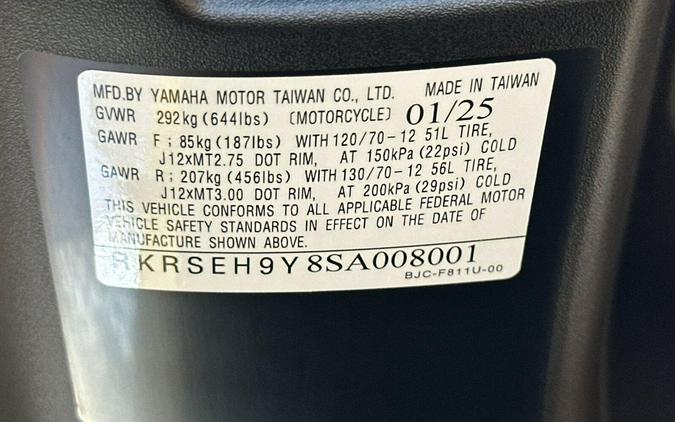 MFD.BY YAMAHA MOTOR TAIWAN CO., LTD. MADE IN TAIWAN
GVWR 292kg (644lbs) (MOTORCYCLE) 01/25
GAWR F ; 85kg (187lbs) WITH 120/70-12 51L TIRE,
J12xMT2.75 DOT RIM, AT 150kPa (22psi) COLD
GAWR R ; 207kg (456lbs) WITH 130/70-12 56L TIRE,
J12xMT3.00 DOT RIM, AT 200kPa (29psi) COLD
THIS VEHICLE CONFORMS TO ALL APPLICABLE FEDERAL MOTOR
VEHICLE SAFETY STANDARDS IN EFFECT ON THE DATE OF
MANUFACTURE SHOWN ABOVE.
RKRSEH9Y8SA008001
BJC-F811U-00